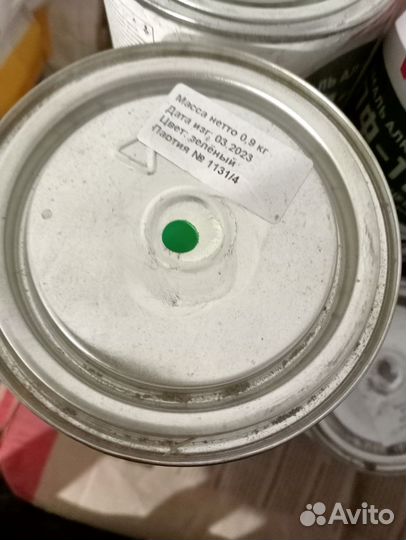 Масса нетто 0,9 кг
Дата изг. 03.2023
Цвет: зелёный
Партия № 1131/4
Avito